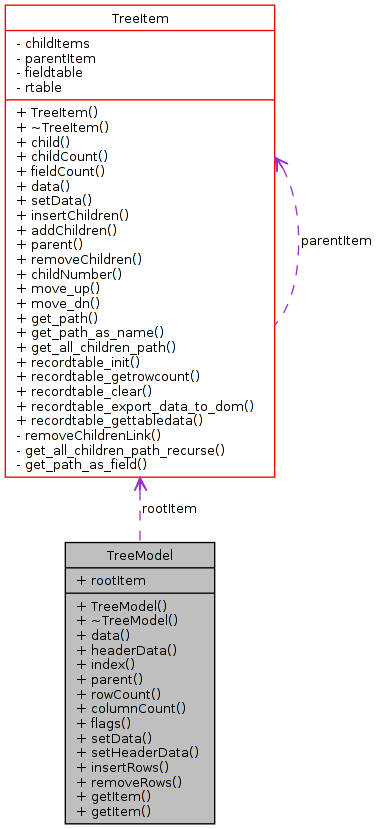 TreeItem
- childItems
- parentItem
- fieldtable
- rtable
+ TreeItem()
+ ~TreeItem()
+ child()
+ childCount()
+ fieldCount()
+ data()
+ setData()
+ insertChildren()
+ addChildren()
+ parent()
+ removeChildren()
+ childNumber()
+ move_up()
+ move_dn()
+ get_path()
+ get_path_as_name()
+ get_all_children_path()
+ recordtable_init()
+ recordtable_getrowcount()
+ recordtable_clear()
+ recordtable_export_data_to_dom()
+ recordtable_gettabledata()
- removeChildrenLink()
- get_all_children_path_recurse()
- get_path_as_field()
parentItem
rootItem
TreeModel
+ rootItem
+ TreeModel()
+ ~TreeModel()
+ data()
+ headerData()
+ index()
+ parent()
+ rowCount()
+ columnCount()
+ flags()
+ setData()
+ setHeaderData()
+ insertRows()
+ removeRows()
+ getItem()
+ getItem()